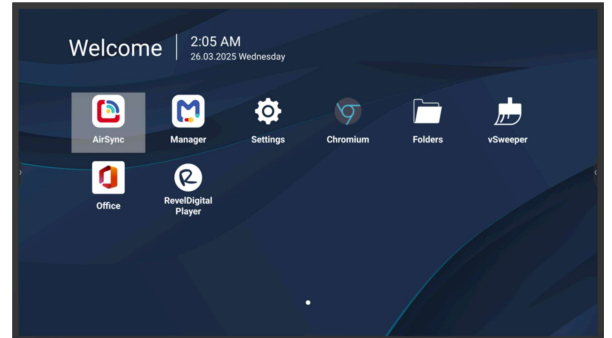 Welcome
2:05 AM
26.03.2025 Wednesday
AirSync
Manager
Settings
Chromium
Folders
vSweeper
Office
RevelDigital
Player